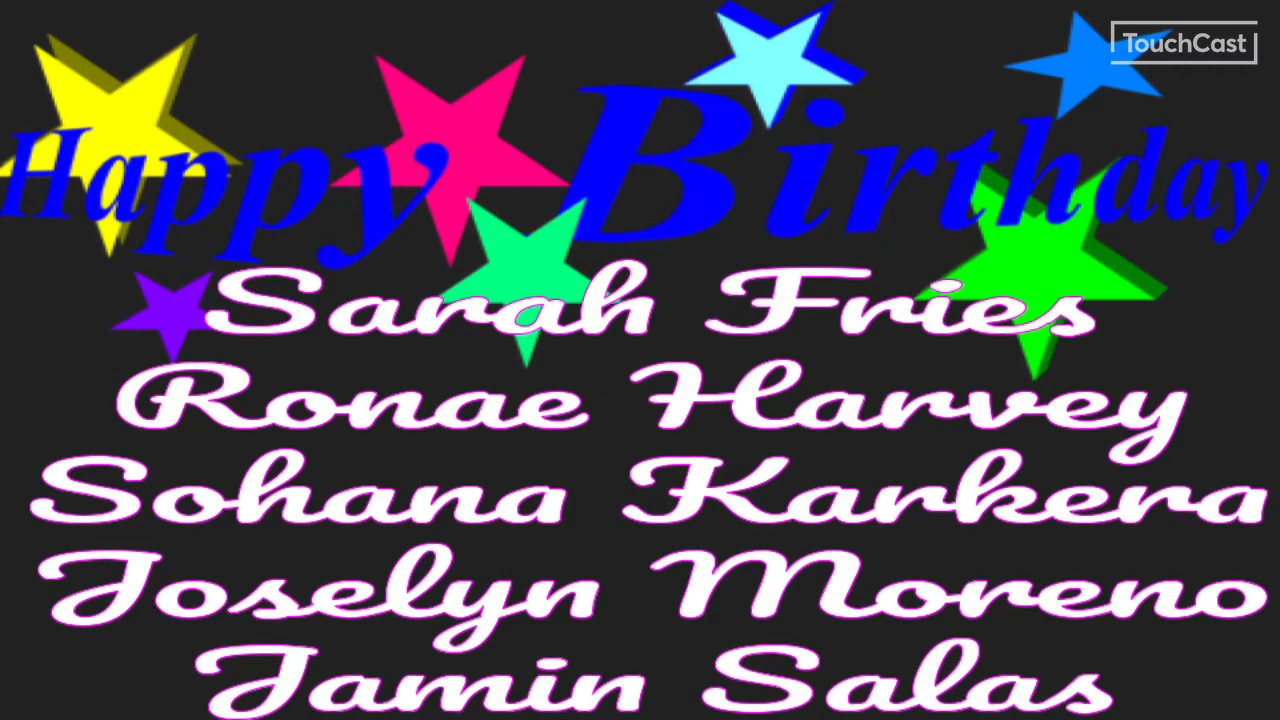 TouchCast
Happy Birthday
Sarah Fries
Ronae Harvey
Sohana Karkera
Joselyn Moreno
Jamin Salas